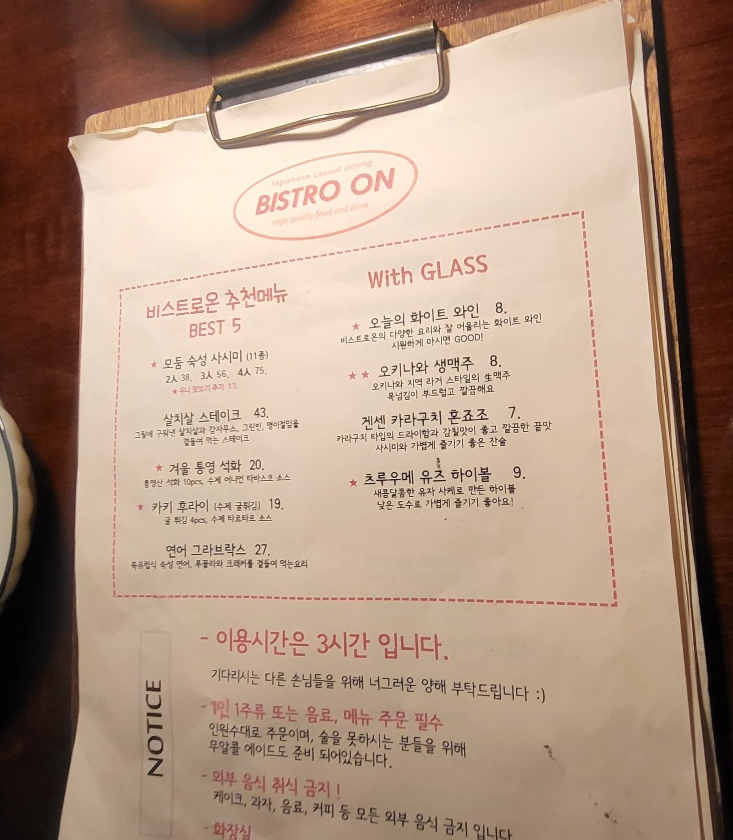 Japanese casual dining
BISTRO ON
High quality food and drink
비스트로온 추천메뉴
BEST 5
★ 모둠 숙성 사시미 (11종)
2人 38, 3人 56, 4人 75,
★우니 맛보기 추가 13.
살치살 스테이크 43.
그릴에 구워낸 살치살과 감자무스, 그린빈, 명이절임을
곁들여 먹는 스테이크
★ 겨울 통영 석화 20.
통영산 석화 10pcs, 수제 어니언 타바스코 소스
★ 카키 후라이 (수제 굴튀김) 19.
굴 튀김 4pcs, 수제 타르타르 소스
연어 그라브락스 27.
북유럽식 숙성 연어, 루꼴라와 크래커를 곁들여 먹는요리
With GLASS
★ 오늘의 화이트 와인 8.
비스트로온의 다양한 요리와 잘 어울리는 화이트 와인
시원하게 마시면 GOOD!
★★ 오키나와 생맥주 8.
오키나와 지역 라거 스타일의 生맥주
목넘김이 부드럽고 깔끔해요
겐센 카라구치 혼죠조 7.
카라구치 타입의 드라이함과 감칠맛이 좋고 깔끔한 끝맛
사시미와 가볍게 즐기기 좋은 잔술
★ 츠루우메 유즈 하이볼 9.
새콤달콤한 유자 사케로 만든 하이볼
낮은 도수로 가볍게 즐기기 좋아요!
NOTICE
- 이용시간은 3시간 입니다.
기다리시는 다른 손님들을 위해 너그러운 양해 부탁드립니다 :)
- 1인 1주류 또는 음료, 메뉴 주문 필수
인원수대로 주문이며, 술을 못하시는 분들을 위해
무알콜 에이드도 준비 되어있습니다.
- 외부 음식 취식 금지!
케이크, 과자, 음료, 커피 등 모든 외부 음식 금지 입니다
- 화장실